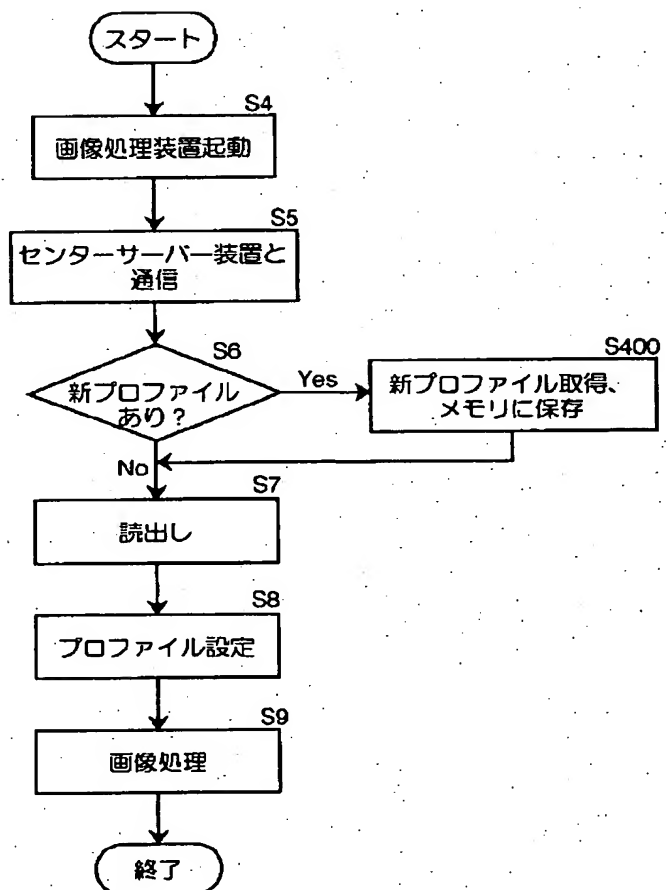 スタート
S4
画像処理装置起動
S5
センターサーバー装置と
通信
S6
新プロファイル
あり？
Yes
S400
新プロファイル取得、
メモリに保存
No
S7
読出し
S8
プロファイル設定
S9
画像処理
終了